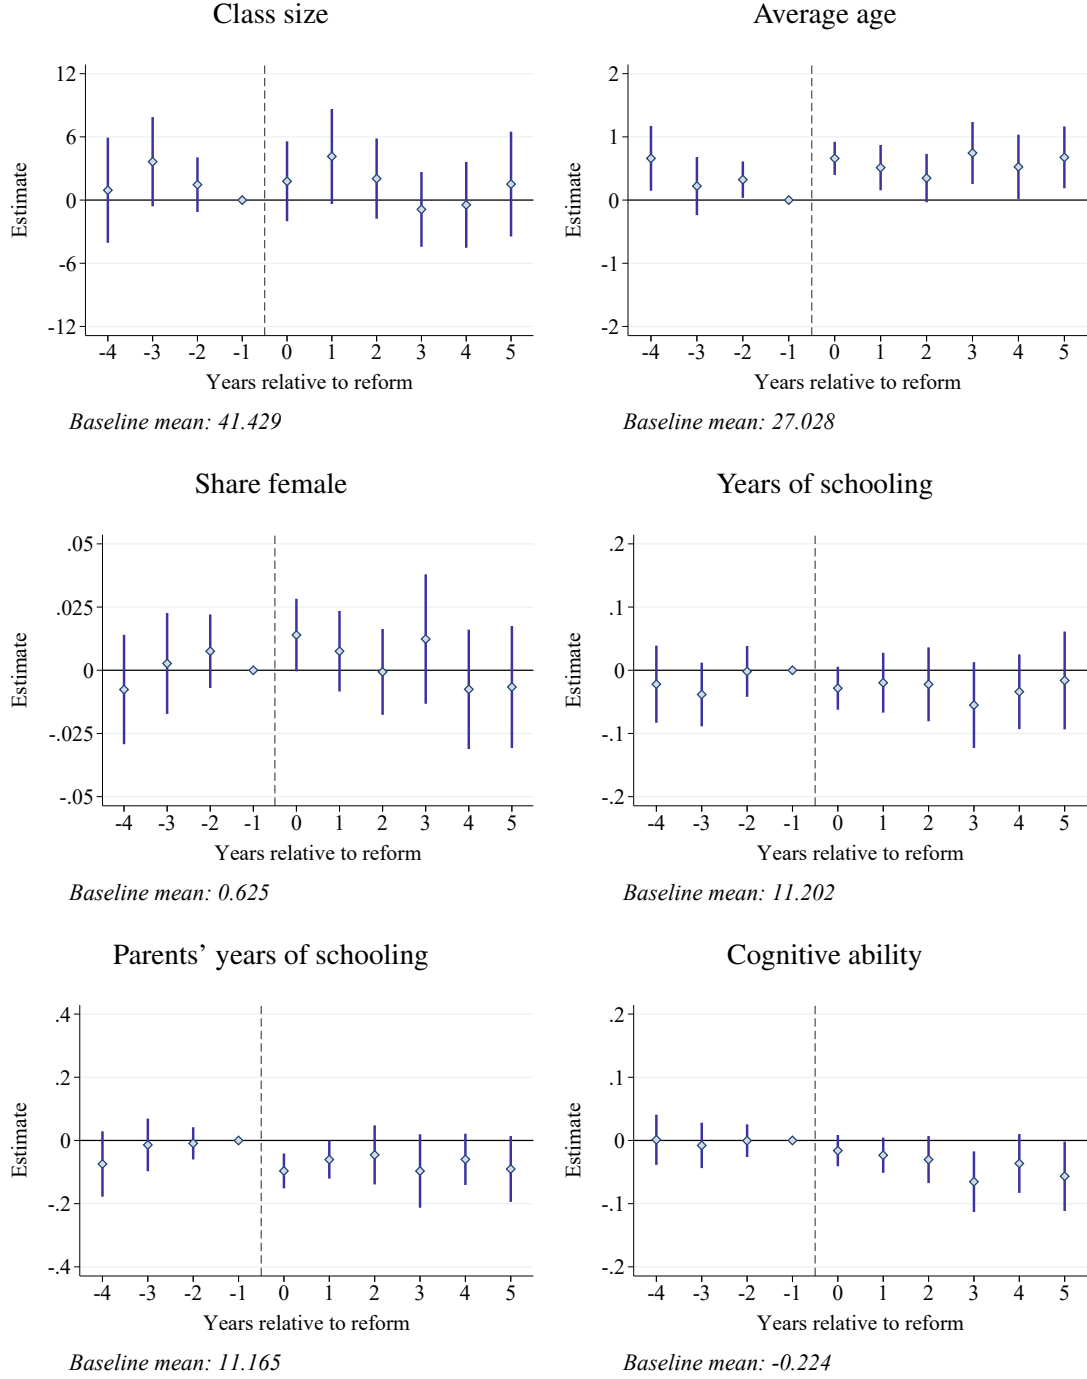 Class size
12
6
0
-6
-12
Estimate
-4 -3 -2 -1 0 1 2 3 4 5
Years relative to reform
Baseline mean: 41.429
Average age
2
1
0
-1
-2
Estimate
-4 -3 -2 -1 0 1 2 3 4 5
Years relative to reform
Baseline mean: 27.028
Share female
.05
.025
0
-.025
-.05
Estimate
-4 -3 -2 -1 0 1 2 3 4 5
Years relative to reform
Baseline mean: 0.625
Years of schooling
.2
.1
0
-.1
-.2
Estimate
-4 -3 -2 -1 0 1 2 3 4 5
Years relative to reform
Baseline mean: 11.202
Parents’ years of schooling
.4
.2
0
-.2
-.4
Estimate
-4 -3 -2 -1 0 1 2 3 4 5
Years relative to reform
Baseline mean: 11.165
Cognitive ability
.2
.1
0
-.1
-.2
Estimate
-4 -3 -2 -1 0 1 2 3 4 5
Years relative to reform
Baseline mean: -0.224